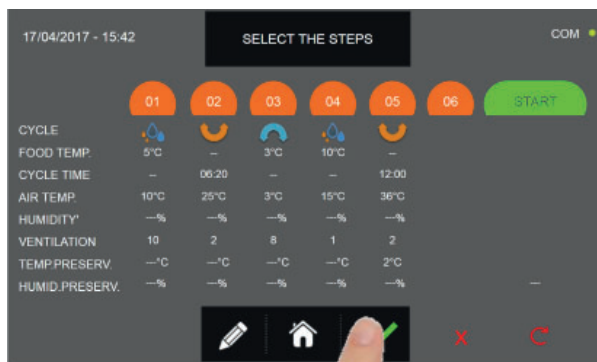 17/04/2017 - 15:42 SELECT THE STEPS COM
01 02 03 04 05 06 START
CYCLE
FOOD TEMP. 5°C – 3°C 10°C –
CYCLE TIME – 06:20 – – 12:00
AIR TEMP. 10°C 25°C 3°C 15°C 36°C
HUMIDITY' ---% ---% ---% ---% ---%
VENTILATION 10 2 8 1 2
TEMP.PRESERV. ---°C ---°C ---°C ---°C 2°C
HUMID.PRESERV. ---% ---% ---% ---% ---% ---